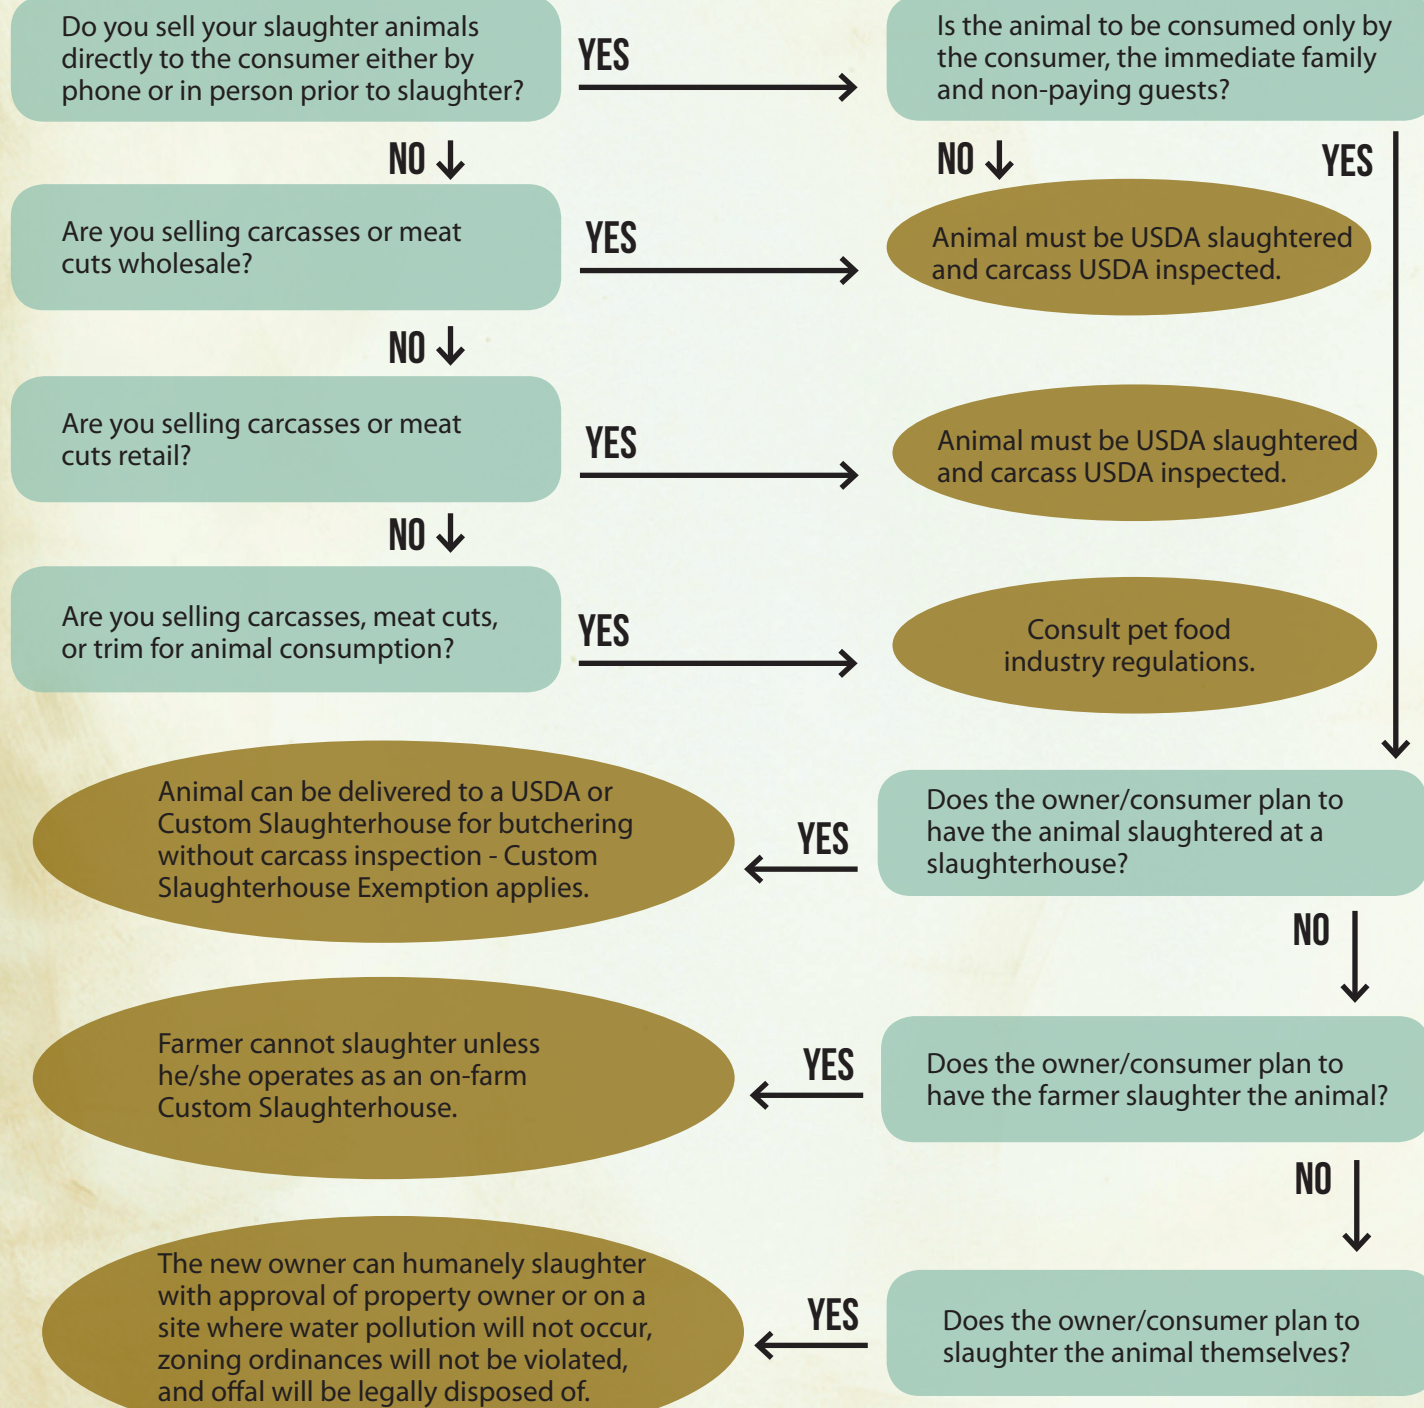 Do you sell your slaughter animals
directly to the consumer either by
phone or in person prior to slaughter?
YES
Is the animal to be consumed only by
the consumer, the immediate family
and non-paying guests?
NO
NO
YES
Are you selling carcasses or meat
cuts wholesale?
YES
Animal must be USDA slaughtered
and carcass USDA inspected.
NO
Are you selling carcasses or meat
cuts retail?
YES
Animal must be USDA slaughtered
and carcass USDA inspected.
NO
Are you selling carcasses, meat cuts,
or trim for animal consumption?
YES
Consult pet food
industry regulations.
Does the owner/consumer plan to
have the animal slaughtered at a
slaughterhouse?
YES
Animal can be delivered to a USDA or
Custom Slaughterhouse for butchering
without carcass inspection - Custom
Slaughterhouse Exemption applies.
NO
Does the owner/consumer plan to
have the farmer slaughter the animal?
YES
Farmer cannot slaughter unless
he/she operates as an on-farm
Custom Slaughterhouse.
NO
Does the owner/consumer plan to
slaughter the animal themselves?
YES
The new owner can humanely slaughter
with approval of property owner or on a
site where water pollution will not occur,
zoning ordinances will not be violated,
and offal will be legally disposed of.